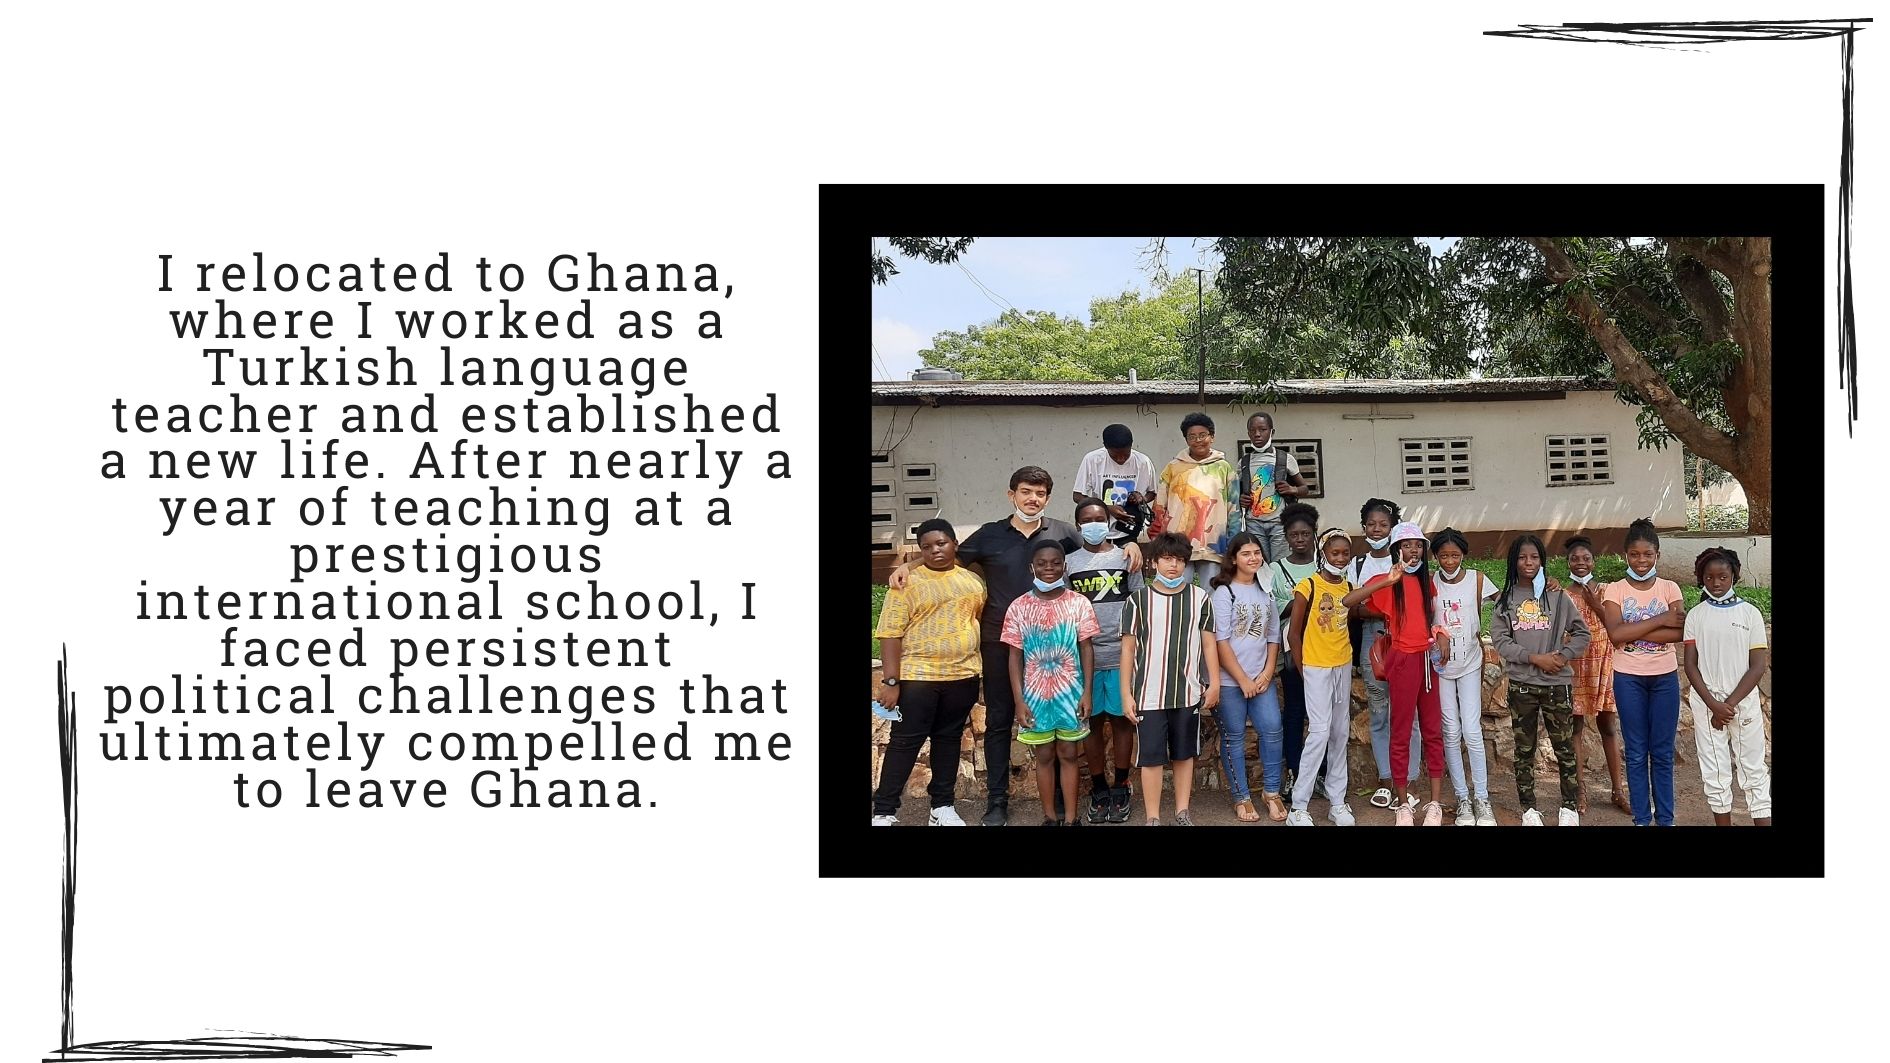 I relocated to Ghana,
where I worked as a
Turkish language
teacher and established
a new life. After nearly a
year of teaching at a
prestigious
international school, I
faced persistent
political challenges that
ultimately compelled me
to leave Ghana.